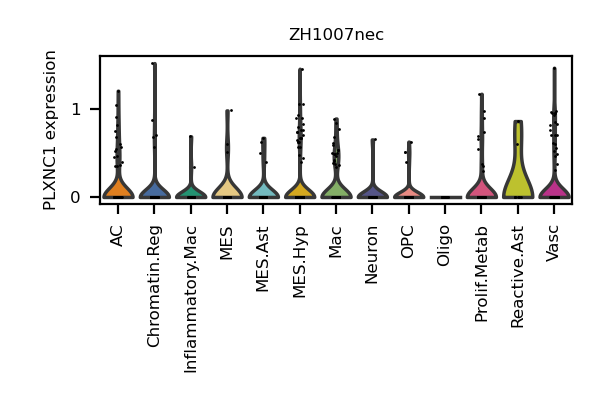 ZH1007nec
PLXNC1 expression
1
0
AC
Chromatin.Reg
Inflammatory.Mac
MES
MES.Ast
MES.Hyp
Mac
Neuron
OPC
Oligo
Prolif.Metab
Reactive.Ast
Vasc